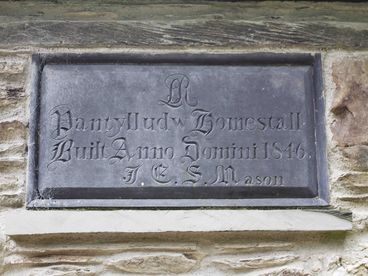 Pantylludw Homestall
Built Anno Domini 1846.
J. E. S. Mason